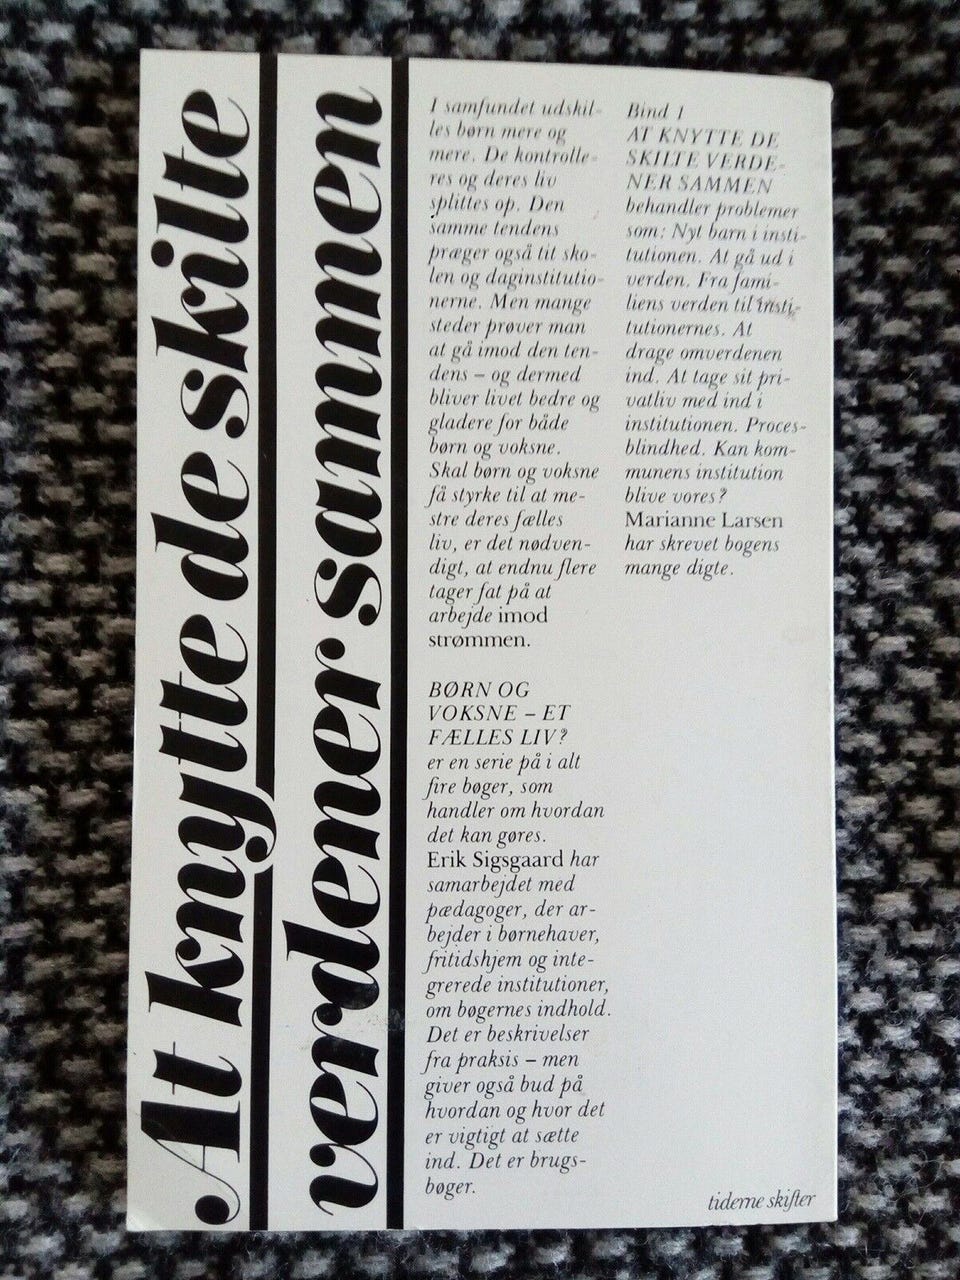 At knytte de skilte
verdener sammen
I samfundet udskil-
les børn mere og
mere. De kontrolle-
res og deres liv
splittes op. Den
samme tendens
præger også tit sko-
len og daginstitutio-
nerne. Men mange
steder prøver man
at gå imod den ten-
dens – og dermed
bliver livet bedre og
gladere for både
børn og voksne.
Skal børn og voksne
få styrke til at me-
stre deres fælles
liv, er det nødven-
digt, at endnu flere
tager fat på at
arbejde imod
strømmen.
BØRN OG
VOKSNE – ET
FÆLLES LIV?
er en serie på i alt
fire bøger, som
handler om hvordan
det kan gøres.
Erik Sigsgaard har
samarbejdet med
pædagoger, der ar-
bejder i børnehaver,
fritidshjem og inte-
grerede institutioner,
om bøgernes indhold.
Det er beskrivelser
fra praksis – men
giver også bud på
hvordan og hvor det
er vigtigt at sætte
ind. Det er brugs-
bøger.
Bind 1
AT KNYTTE DE
SKILTE VERDE-
NER SAMMEN
behandler problemer
som: Nyt barn i insti-
tutionen. At gå ud i
verden. Fra fami-
liens verden til insti-
tutionernes. At
drage omverdenen
ind. At tage sit pri-
vatliv med ind i
institutionen. Proces-
blindhed. Kan kom-
munens institution
blive vores?
Marianne Larsen
har skrevet bogens
mange digte.
tiderne skifter